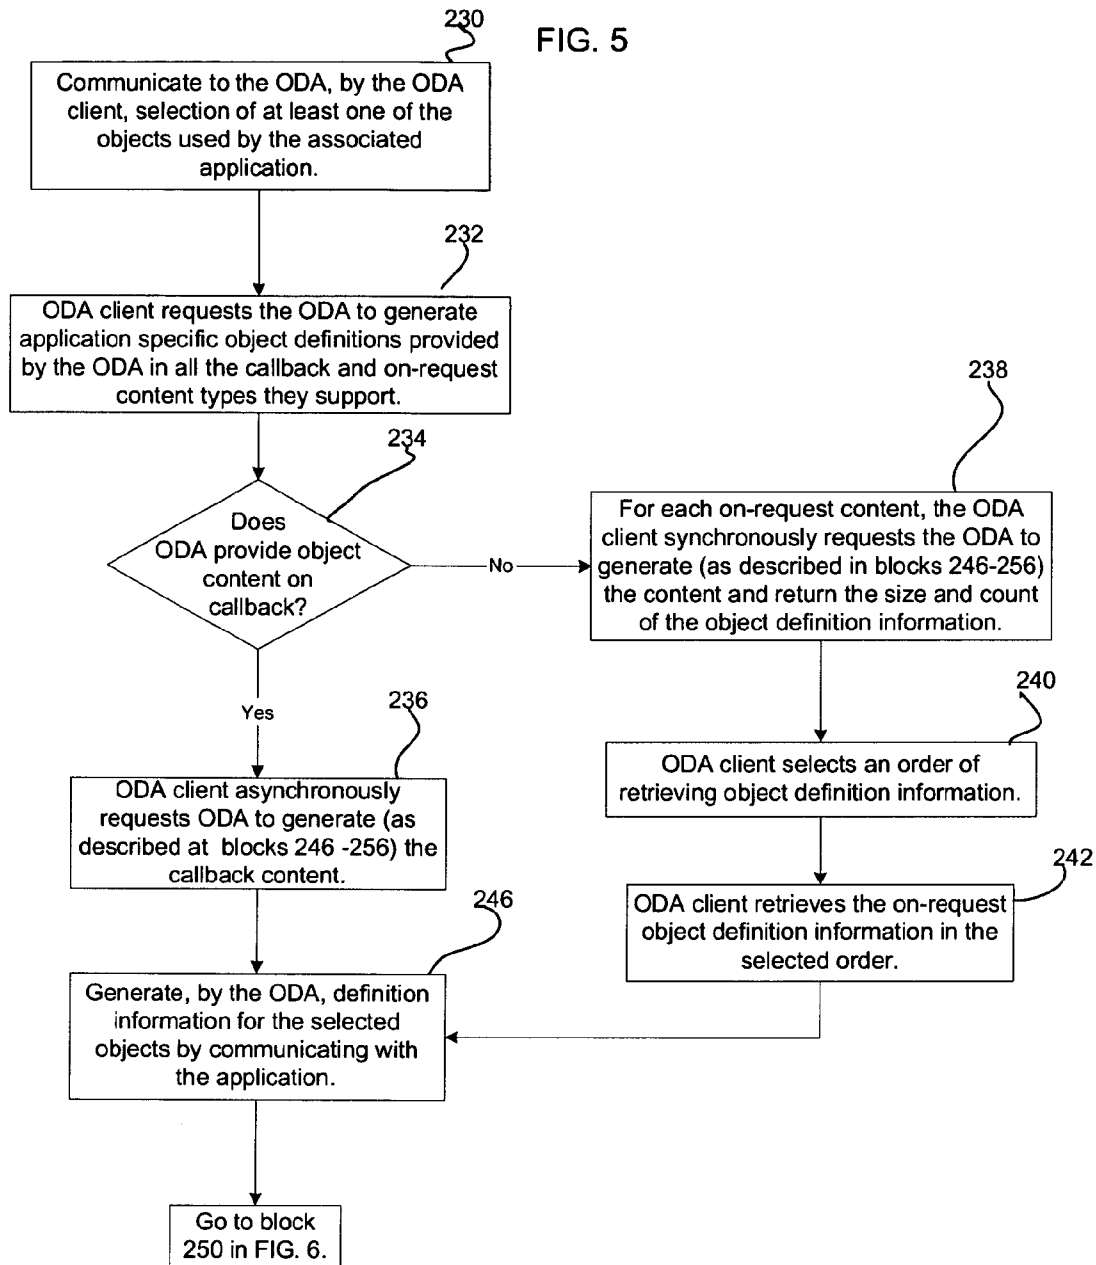 FIG. 5
230
Communicate to the ODA, by the ODA
client, selection of at least one of the
objects used by the associated
application.
232
ODA client requests the ODA to generate
application specific object definitions provided
by the ODA in all the callback and on-request
content types they support.
234
Does
ODA provide object
content on
callback?
No
238
For each on-request content, the ODA
client synchronously requests the ODA to
generate (as described in blocks 246-256)
the content and return the size and count
of the object definition information.
Yes
236
ODA client asynchronously
requests ODA to generate (as
described at blocks 246 -256) the
callback content.
240
ODA client selects an order of
retrieving object definition information.
242
ODA client retrieves the on-request
object definition information in the
selected order.
246
Generate, by the ODA, definition
information for the selected
objects by communicating with
the application.
Go to block
250 in FIG. 6.